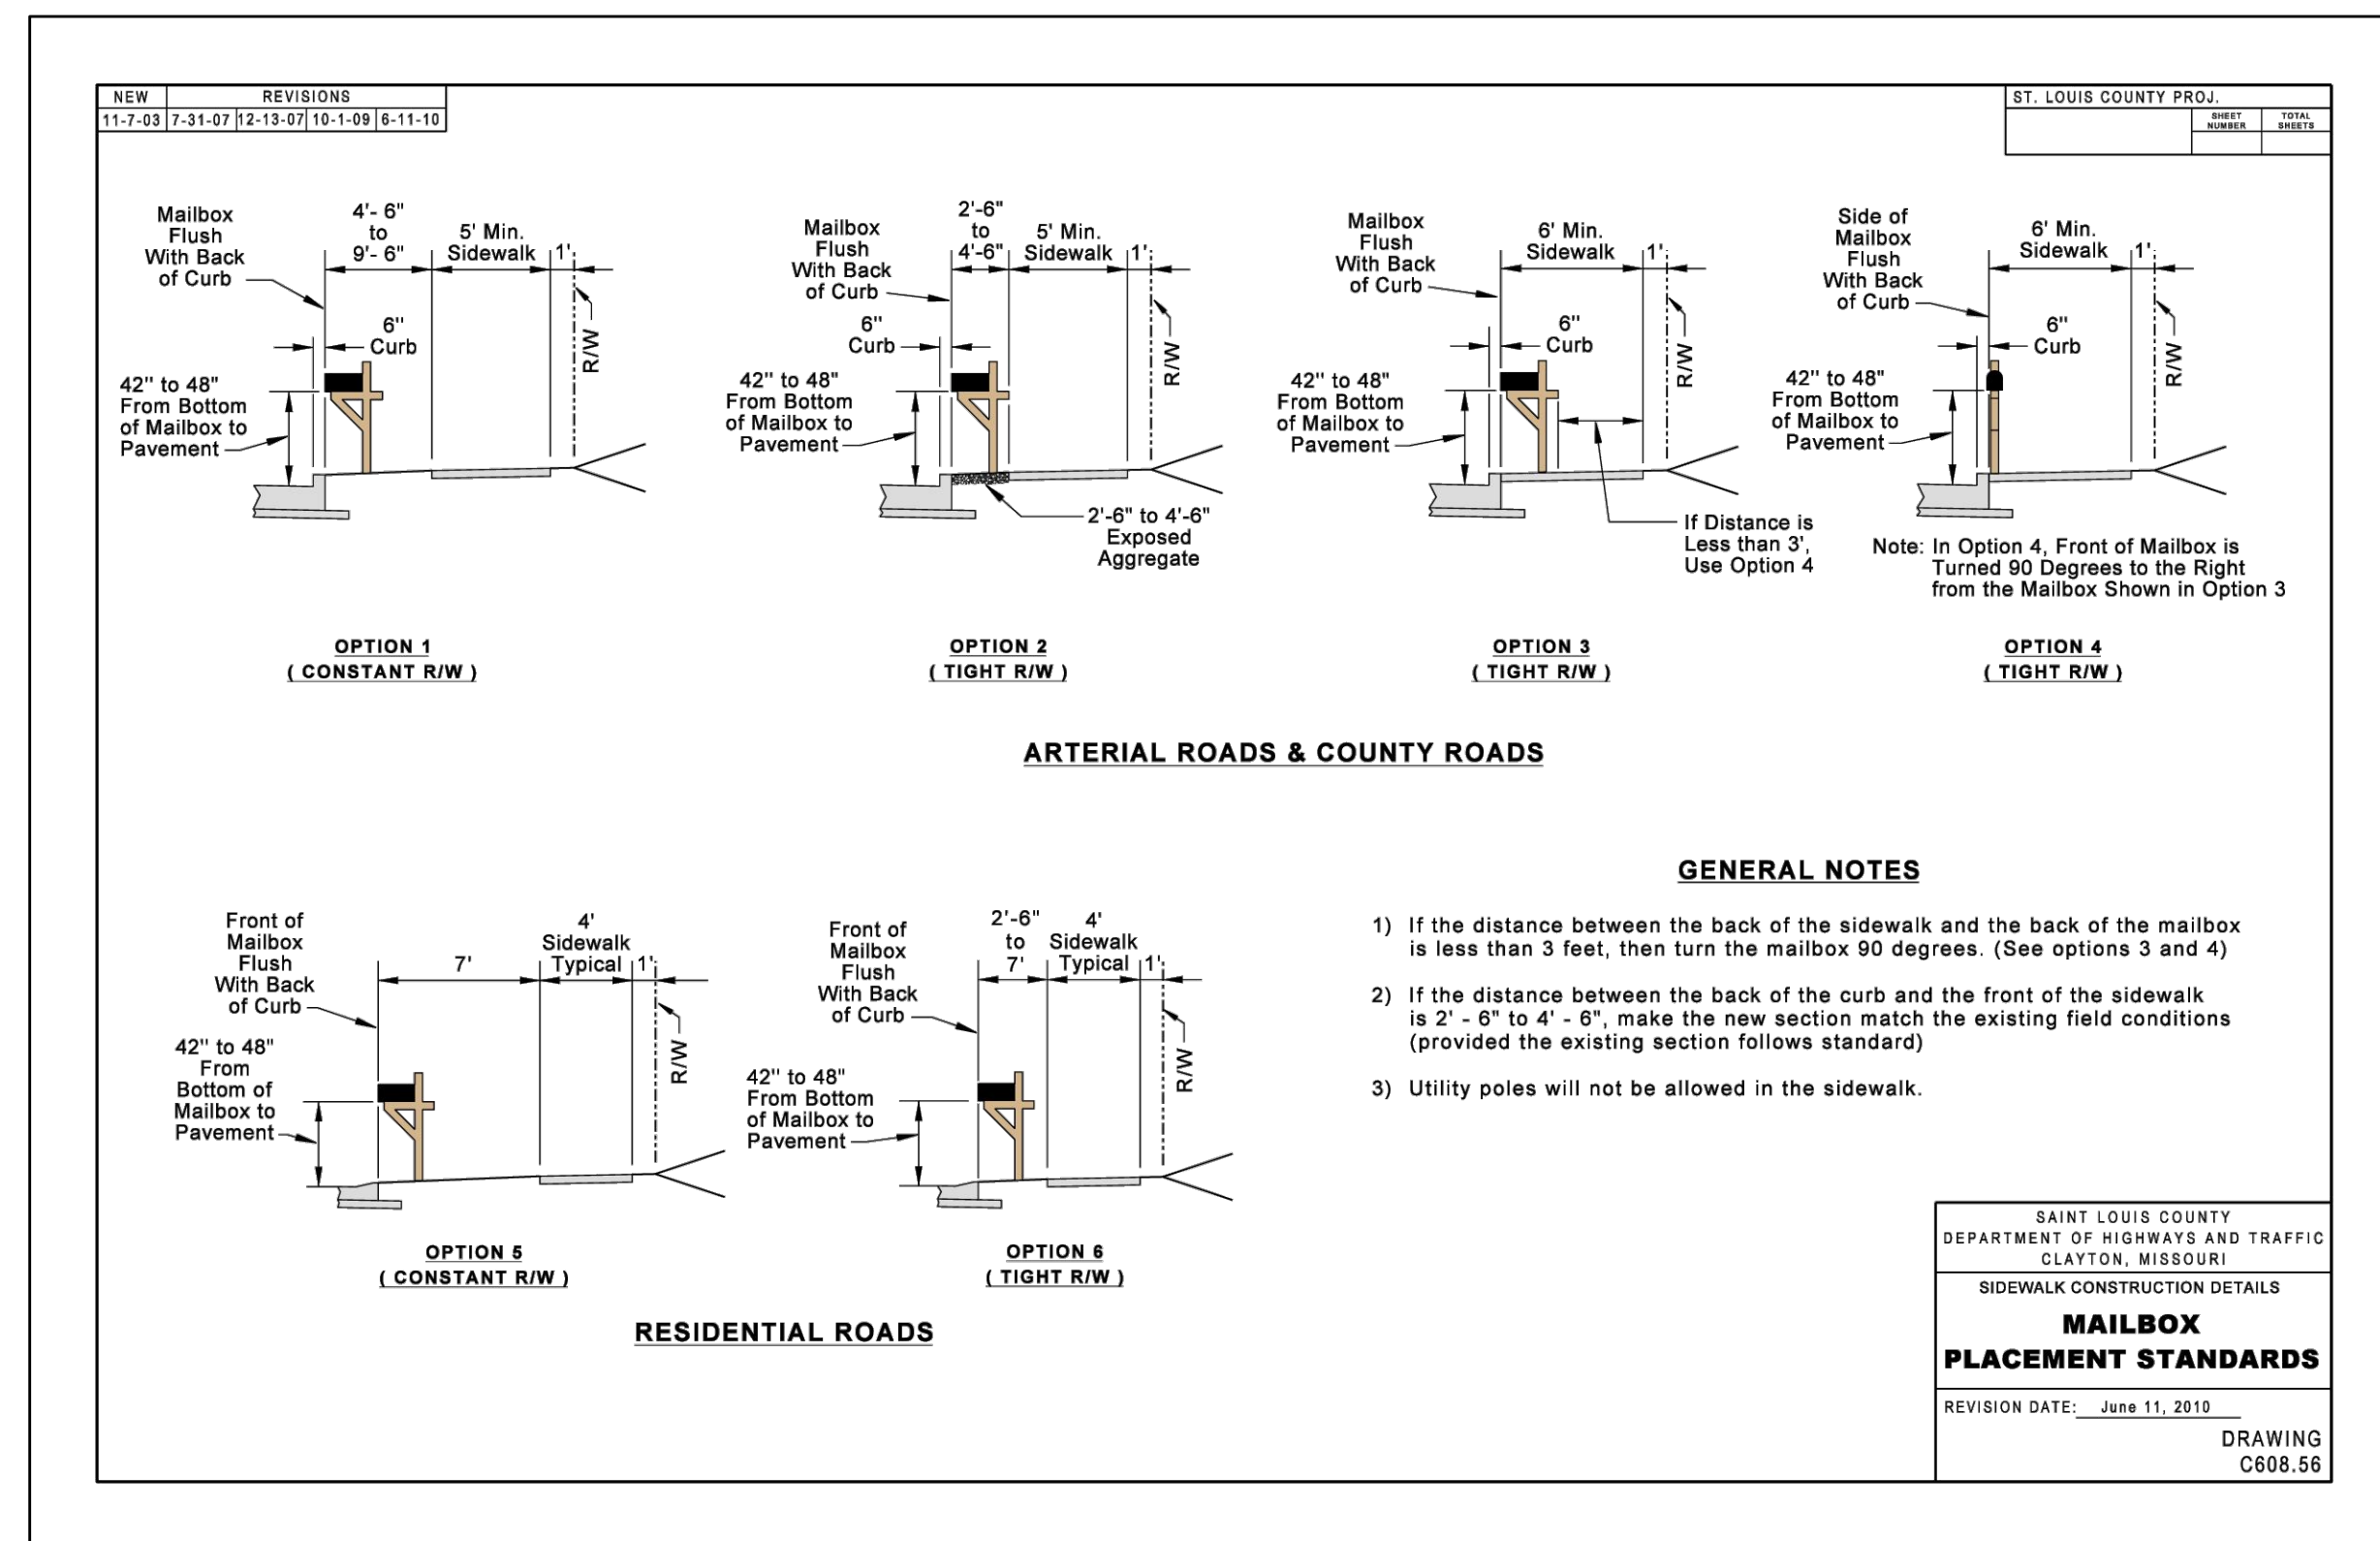 NEW REVISIONS
11-7-03 7-31-07 12-13-07 10-1-09 6-11-10
ST. LOUIS COUNTY PROJ.
SHEET
NUMBER
TOTAL
SHEETS
Mailbox
Flush
With Back
of Curb
4'- 6"
to
9'- 6"
5' Min.
Sidewalk
1'
6"
Curb
R/W
42" to 48"
From Bottom
of Mailbox to
Pavement
OPTION 1
( CONSTANT R/W )
Mailbox
Flush
With Back
of Curb
2'-6"
to
4'-6"
5' Min.
Sidewalk
1'
6"
Curb
R/W
42" to 48"
From Bottom
of Mailbox to
Pavement
2'-6" to 4'-6"
Exposed
Aggregate
OPTION 2
( TIGHT R/W )
Mailbox
Flush
With Back
of Curb
6' Min.
Sidewalk
1'
6"
Curb
R/W
42" to 48"
From Bottom
of Mailbox to
Pavement
If Distance is
Less than 3',
Use Option 4
OPTION 3
( TIGHT R/W )
Side of
Mailbox
Flush
With Back
of Curb
6' Min.
Sidewalk
1'
6"
Curb
R/W
42" to 48"
From Bottom
of Mailbox to
Pavement
Note: In Option 4, Front of Mailbox is
Turned 90 Degrees to the Right
from the Mailbox Shown in Option 3
OPTION 4
( TIGHT R/W )
ARTERIAL ROADS & COUNTY ROADS
Front of
Mailbox
Flush
With Back
of Curb
7'
4'
Sidewalk
Typical
1'
R/W
42" to 48"
From
Bottom of
Mailbox to
Pavement
OPTION 5
( CONSTANT R/W )
Front of
Mailbox
Flush
With Back
of Curb
2'-6"
to
7'
4'
Sidewalk
Typical
1'
R/W
42" to 48"
From Bottom
of Mailbox to
Pavement
OPTION 6
( TIGHT R/W )
RESIDENTIAL ROADS
GENERAL NOTES
1) If the distance between the back of the sidewalk and the back of the mailbox
is less than 3 feet, then turn the mailbox 90 degrees. (See options 3 and 4)
2) If the distance between the back of the curb and the front of the sidewalk
is 2' - 6" to 4' - 6", make the new section match the existing field conditions
(provided the existing section follows standard)
3) Utility poles will not be allowed in the sidewalk.
SAINT LOUIS COUNTY
DEPARTMENT OF HIGHWAYS AND TRAFFIC
CLAYTON, MISSOURI
SIDEWALK CONSTRUCTION DETAILS
MAILBOX
PLACEMENT STANDARDS
REVISION DATE: June 11, 2010
DRAWING
C608.56